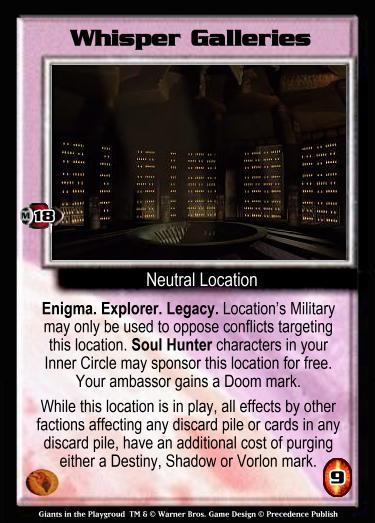 Whisper Galleries
M 18
Neutral Location
Enigma. Explorer. Legacy. Location's Military
may only be used to oppose conflicts targeting
this location. Soul Hunter characters in your
Inner Circle may sponsor this location for free.
Your ambassor gains a Doom mark.
While this location is in play, all effects by other
factions affecting any discard pile or cards in any
discard pile, have an additional cost of purging
either a Destiny, Shadow or Vorlon mark.
9
Giants in the Playgroud TM & © Warner Bros. Game Design © Precedence Publish